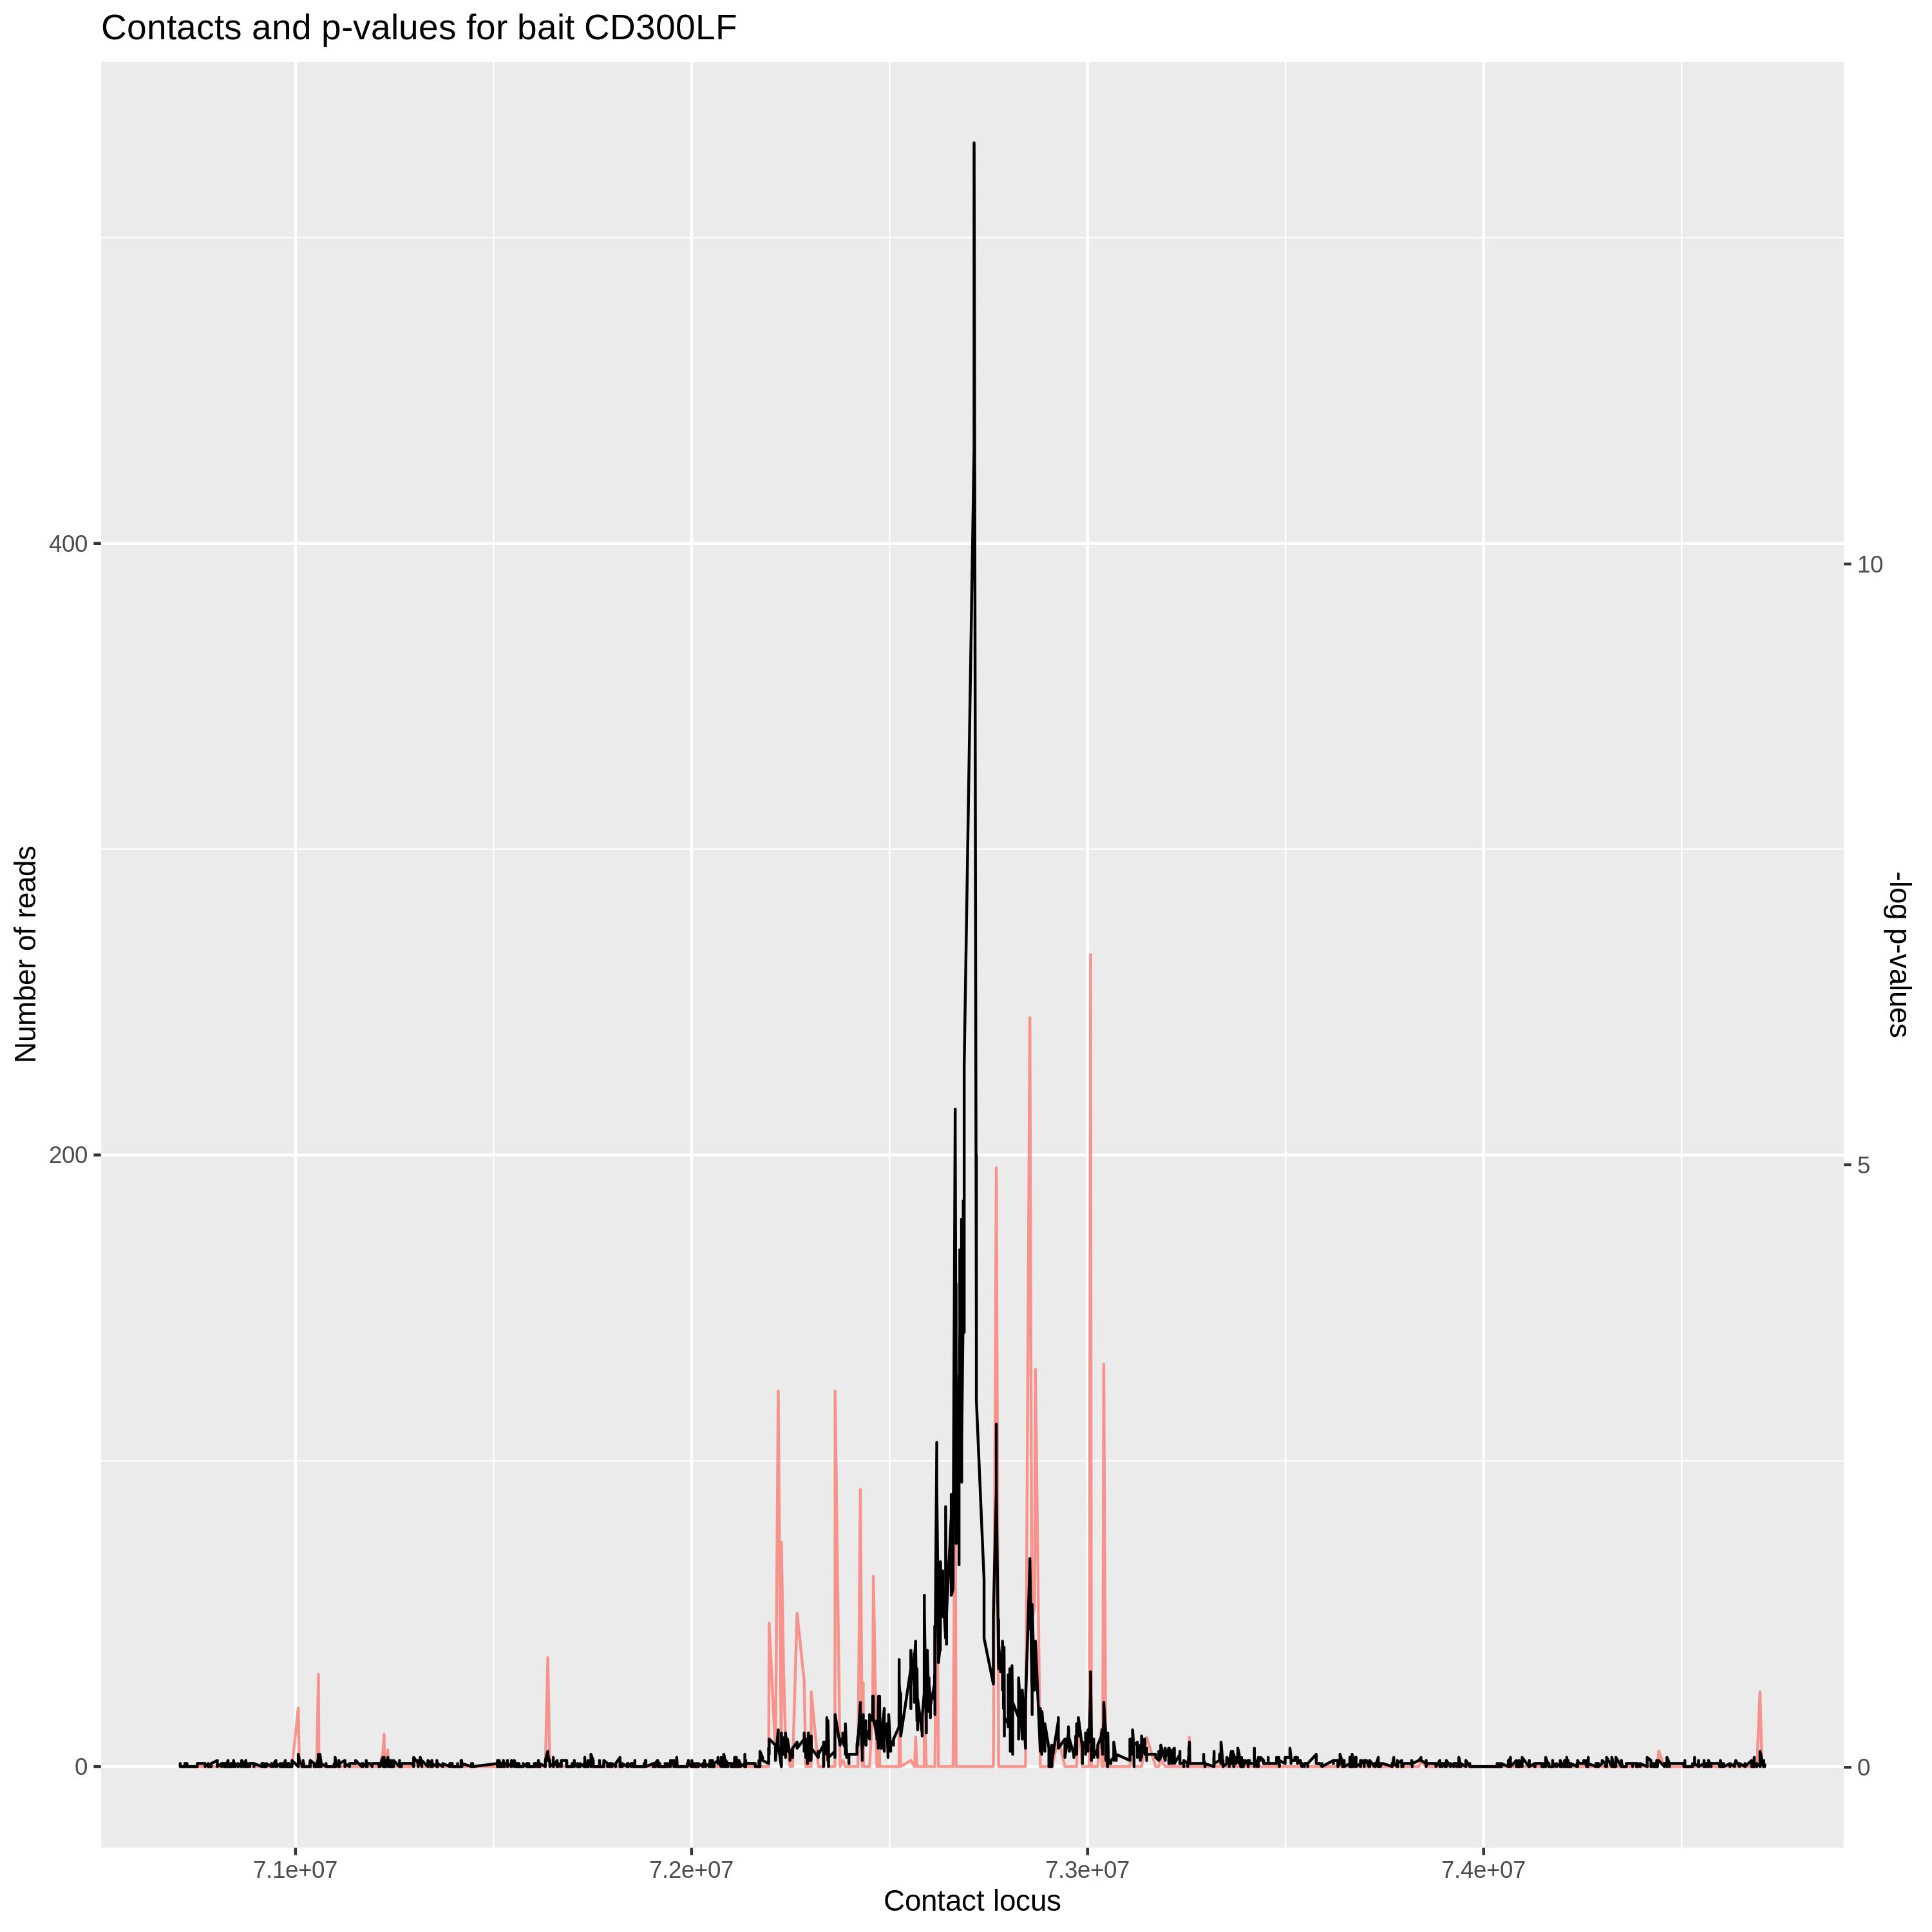 Contacts and p-values for bait CD300LF
400
200
0
Number of reads
10
5
0
-log p-values
7.1e+07
7.2e+07
7.3e+07
7.4e+07
Contact locus